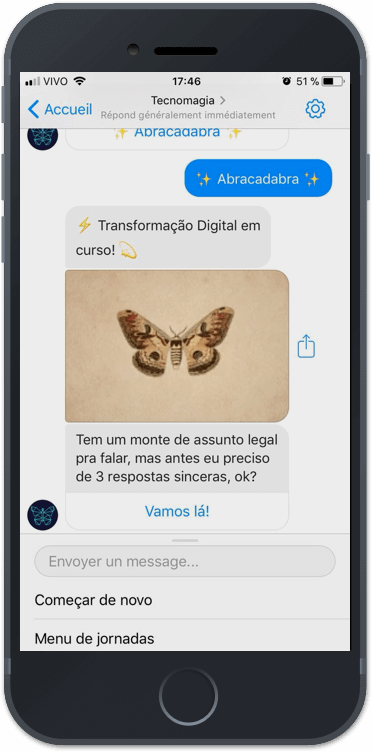 VIVO 17:46 51 %
Accueil Tecnomagia >
Répond généralement immédiatement
✨ Abracadabra ✨
✨ Abracadabra ✨
⚡ Transformação Digital em
curso! 💫
Tem um monte de assunto legal
pra falar, mas antes eu preciso
de 3 respostas sinceras, ok?
Vamos lá!
Envoyer un message...
Começar de novo
Menu de jornadas